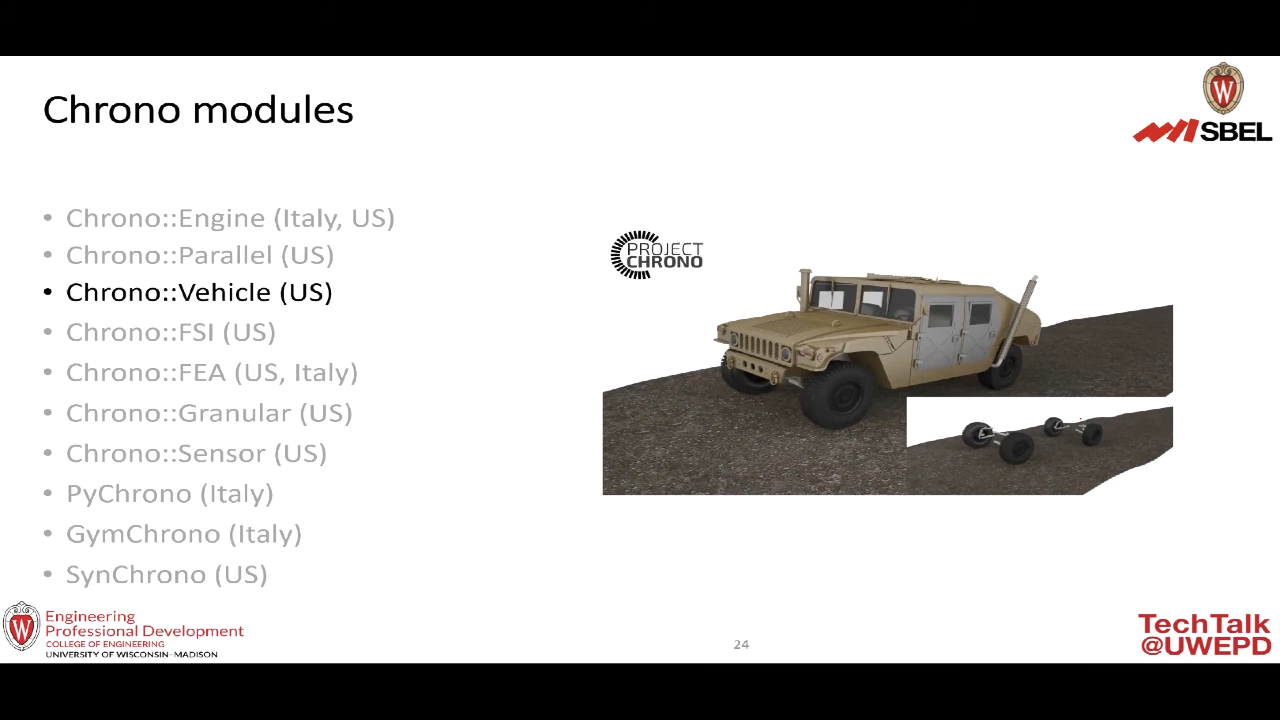 Chrono modules
W
SBEL
• Chrono::Engine (Italy, US)
• Chrono::Parallel (US)
• Chrono::Vehicle (US)
• Chrono::FSI (US)
• Chrono::FEA (US, Italy)
• Chrono::Granular (US)
• Chrono::Sensor (US)
• PyChrono (Italy)
• GymChrono (Italy)
• SynChrono (US)
PROJECT
CHRONO
W
Engineering
Professional Development
COLLEGE OF ENGINEERING
UNIVERSITY OF WISCONSIN-MADISON
24
TechTalk
@UWEPD